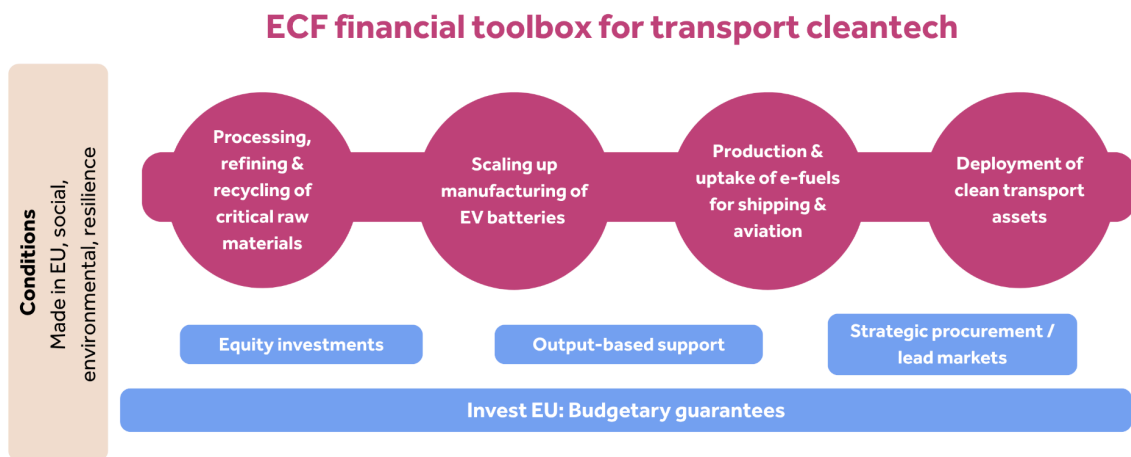 ECF financial toolbox for transport cleantech
Conditions
Made in EU, social,
environmental, resilience
Processing,
refining &
recycling of
critical raw
materials
Scaling up
manufacturing of
EV batteries
Production &
uptake of e-fuels
for shipping &
aviation
Deployment of
clean transport
assets
Equity investments
Output-based support
Strategic procurement /
lead markets
Invest EU: Budgetary guarantees